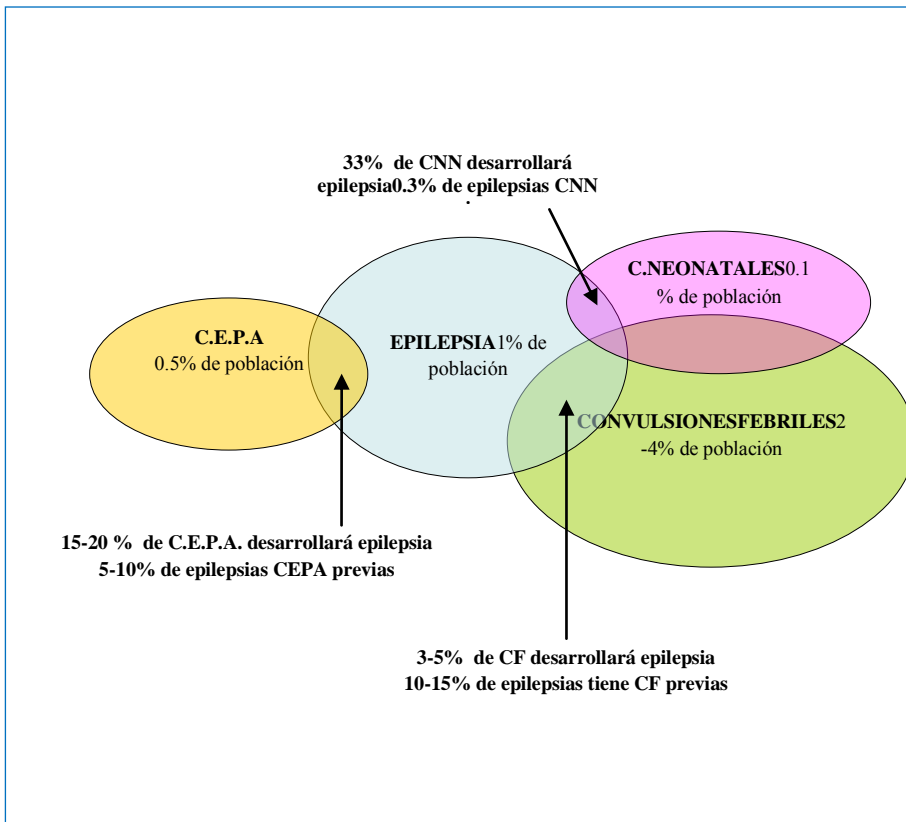 33% de CNN desarrollará
epilepsia0.3% de epilepsias CNN
.
C.NEONATALES0.1
% de población
C.E.P.A
0.5% de población
EPILEPSIA1% de
población
CONVULSIONESFEBRILES2
-4% de población
15-20 % de C.E.P.A. desarrollará epilepsia
5-10% de epilepsias CEPA previas
3-5% de CF desarrollará epilepsia
10-15% de epilepsias tiene CF previas